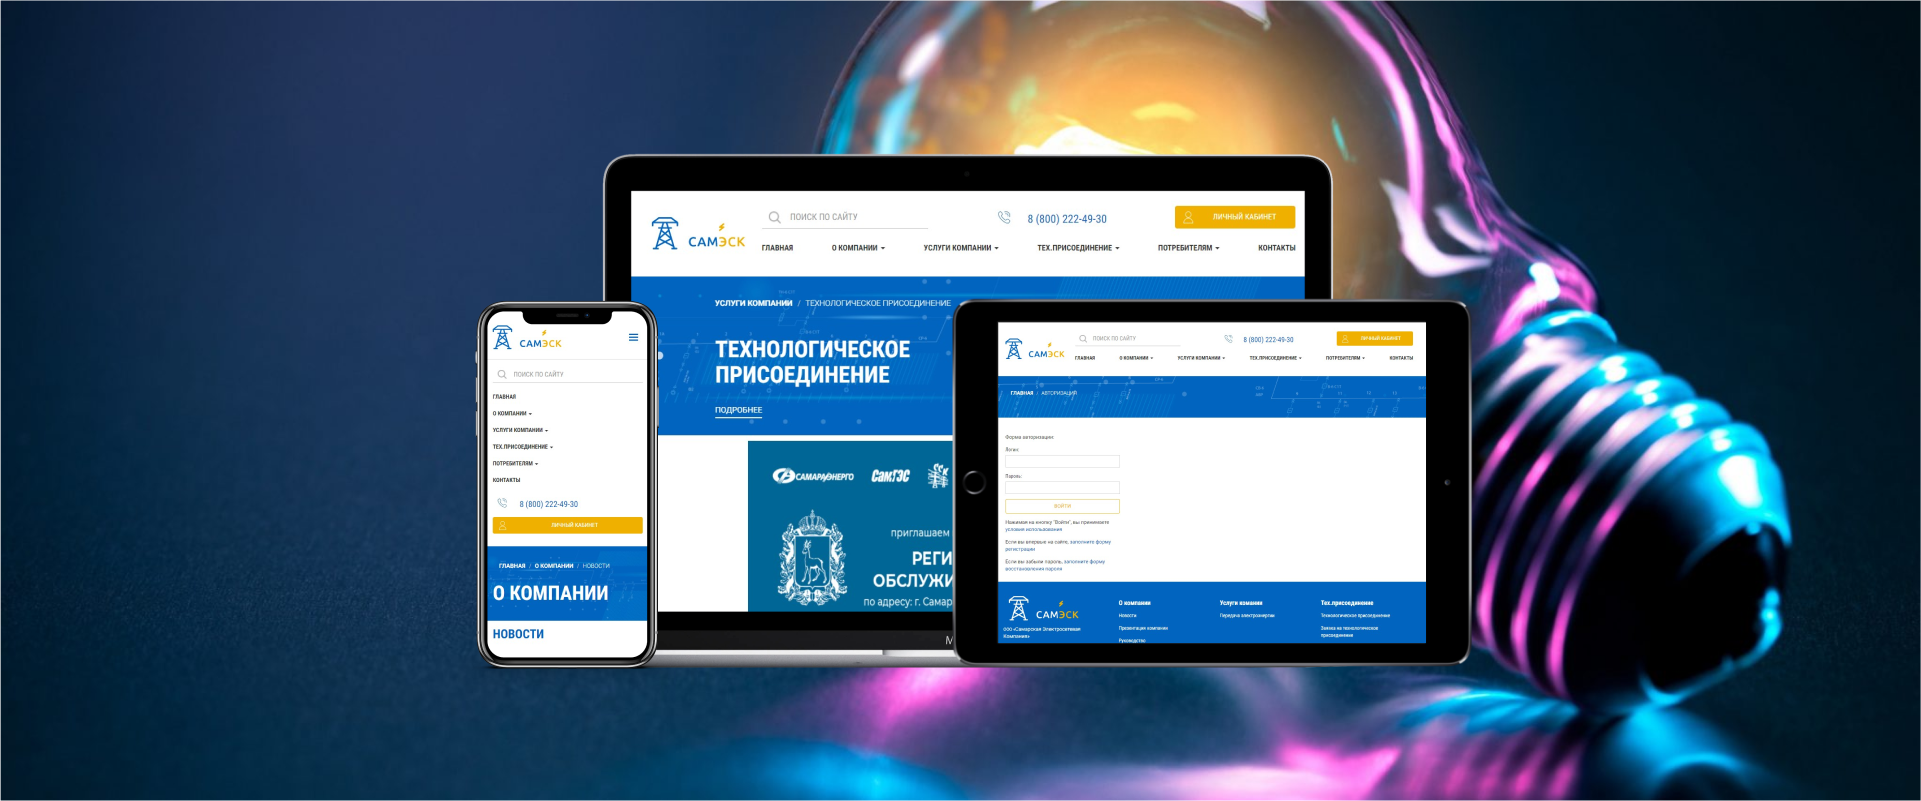 САМЭСК
ПОИСК ПО САЙТУ
8 (800) 222-49-30
ЛИЧНЫЙ КАБИНЕТ
ГЛАВНАЯ
О КОМПАНИИ
УСЛУГИ КОМПАНИИ
ТЕХ.ПРИСОЕДИНЕНИЕ
ПОТРЕБИТЕЛЯМ
КОНТАКТЫ
УСЛУГИ КОМПАНИИ / ТЕХНОЛОГИЧЕСКОЕ ПРИСОЕДИНЕНИЕ
ТЕХНОЛОГИЧЕСКОЕ
ПРИСОЕДИНЕНИЕ
ПОДРОБНЕЕ
САМАРАЭНЕРГО
СамГЭС
ССК
приглашаем
РЕГИ
ОБСЛУЖИ
по адресу: г. Самар
M
САМЭСК
ПОИСК ПО САЙТУ
ГЛАВНАЯ
О КОМПАНИИ
УСЛУГИ КОМПАНИИ
ТЕХ.ПРИСОЕДИНЕНИЕ
ПОТРЕБИТЕЛЯМ
КОНТАКТЫ
8 (800) 222-49-30
ЛИЧНЫЙ КАБИНЕТ
ГЛАВНАЯ / О КОМПАНИИ / НОВОСТИ
О КОМПАНИИ
НОВОСТИ
САМЭСК
ПОИСК ПО САЙТУ
8 (800) 222-49-30
ЛИЧНЫЙ КАБИНЕТ
ГЛАВНАЯ
О КОМПАНИИ
УСЛУГИ КОМПАНИИ
ТЕХ.ПРИСОЕДИНЕНИЕ
ПОТРЕБИТЕЛЯМ
КОНТАКТЫ
ГЛАВНАЯ / АВТОРИЗАЦИЯ
Форма авторизации
Логин:
Пароль:
ВОЙТИ
Нажимая на кнопку "Войти", вы принимаете
условия использования
Если вы впервые на сайте, заполните форму
регистрации
Если вы забыли пароль, заполните форму
восстановления пароля
САМЭСК
ООО «Самарская Электросетевая
Компания»
О компании
Новости
Презентация компании
Руководство
Услуги компании
Передача электроэнергии
Тех.присоединение
Технологическое присоединение
Заявка на технологическое
присоединение